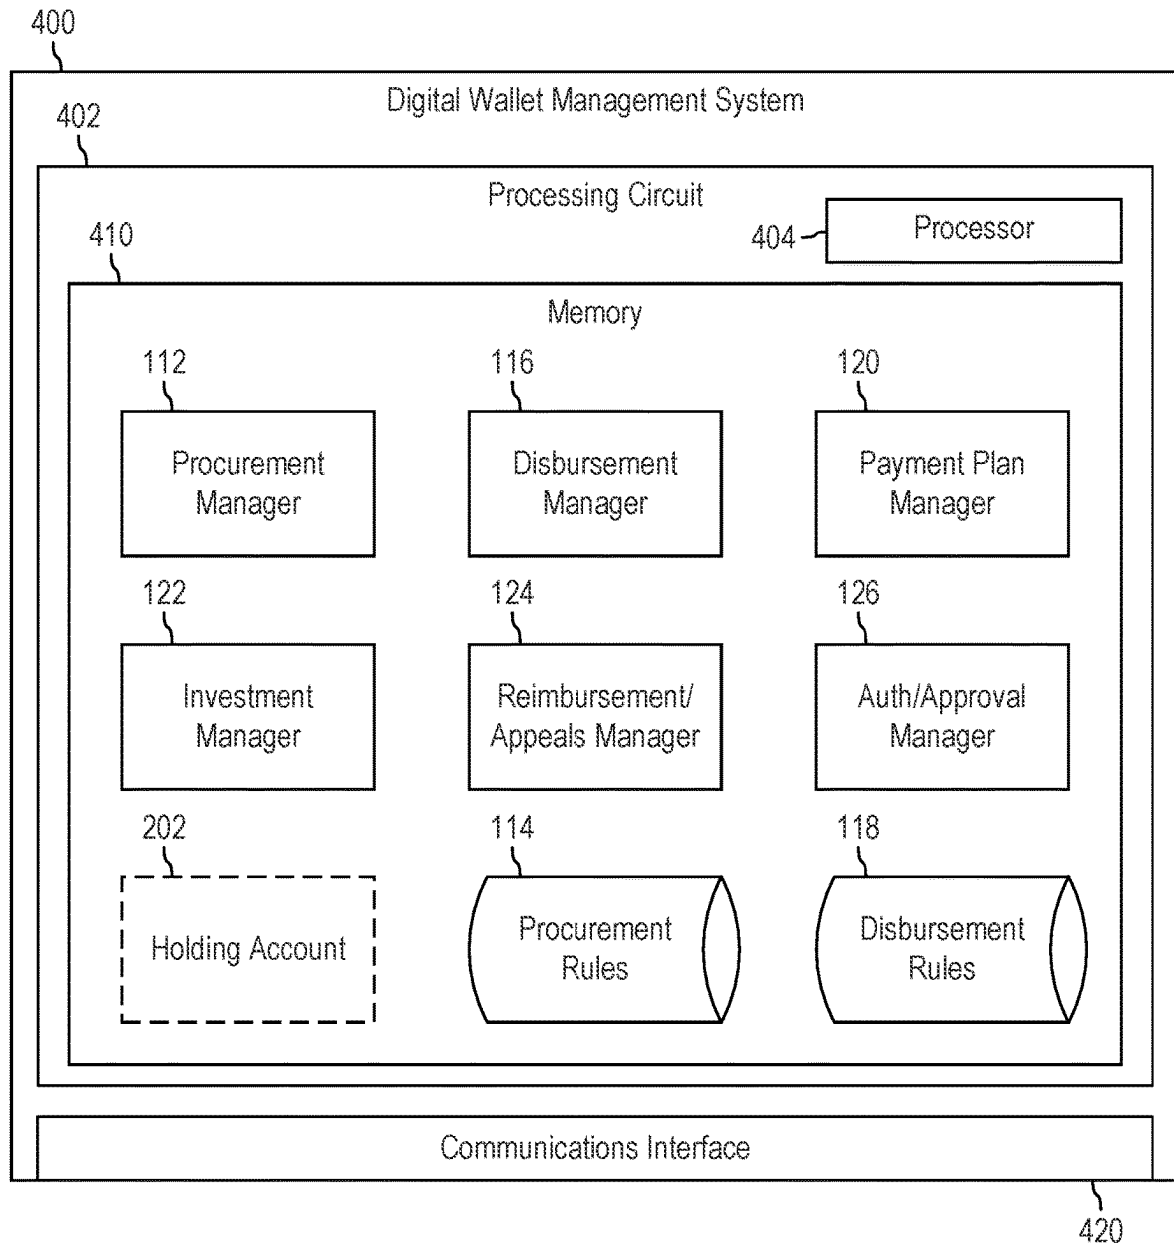 400
Digital Wallet Management System
402
Processing Circuit
404
Processor
410
Memory
112
116
120
Procurement
Manager
Disbursement
Manager
Payment Plan
Manager
122
124
126
Investment
Manager
Reimbursement/
Appeals Manager
Auth/Approval
Manager
202
114
118
Holding Account
Procurement
Rules
Disbursement
Rules
Communications Interface
420